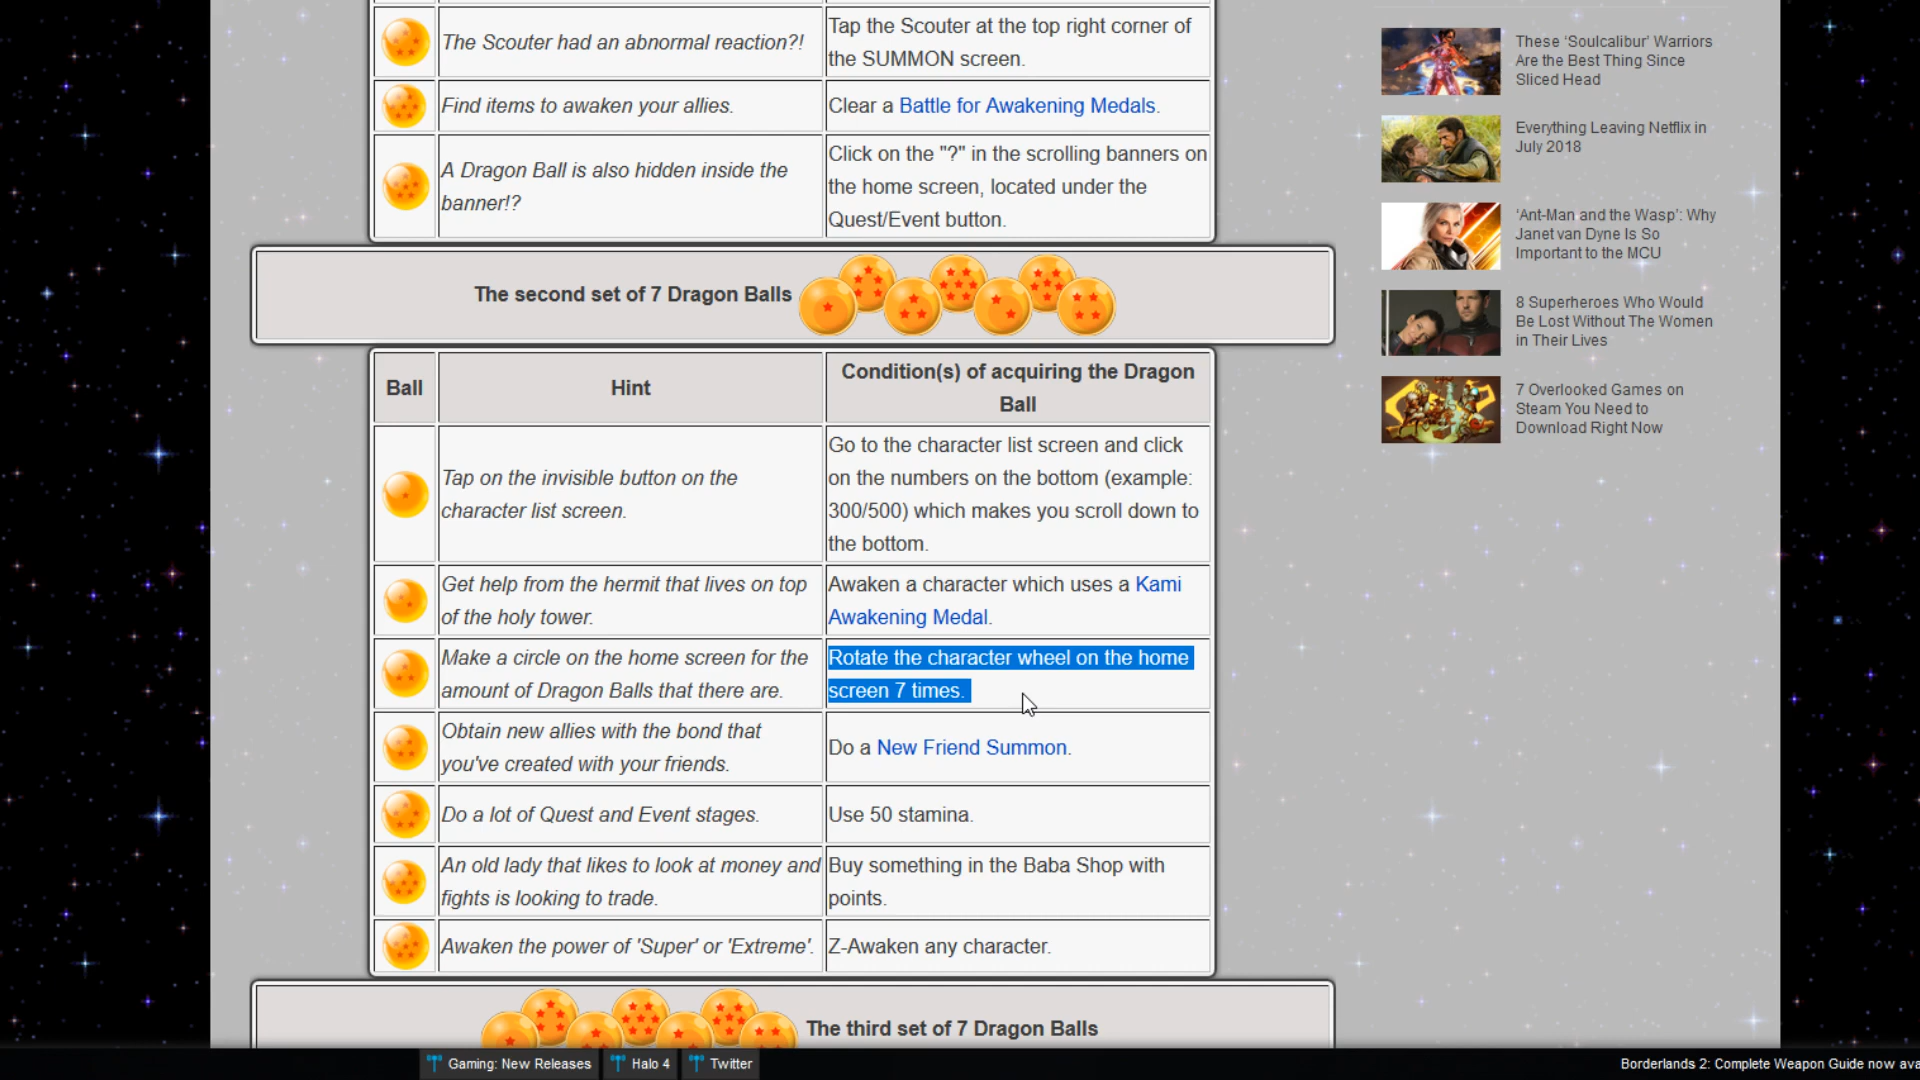 The Scouter had an abnormal reaction?!
Tap the Scouter at the top right corner of
the SUMMON screen.
Find items to awaken your allies.
Clear a Battle for Awakening Medals.
A Dragon Ball is also hidden inside the
banner!?
Click on the "?" in the scrolling banners on
the home screen, located under the
Quest/Event button.
The second set of 7 Dragon Balls
Ball
Hint
Condition(s) of acquiring the Dragon
Ball
Tap on the invisible button on the
character list screen.
Go to the character list screen and click
on the numbers on the bottom (example:
300/500) which makes you scroll down to
the bottom.
Get help from the hermit that lives on top
of the holy tower.
Awaken a character which uses a Kami
Awakening Medal.
Make a circle on the home screen for the
amount of Dragon Balls that there are.
Rotate the character wheel on the home
screen 7 times.
Obtain new allies with the bond that
you've created with your friends.
Do a New Friend Summon.
Do a lot of Quest and Event stages.
Use 50 stamina.
An old lady that likes to look at money and
fights is looking to trade.
Buy something in the Baba Shop with
points.
Awaken the power of 'Super' or 'Extreme'.
Z-Awaken any character.
The third set of 7 Dragon Balls
These ‘Soulcalibur’ Warriors
Are the Best Thing Since
Sliced Head
Everything Leaving Netflix in
July 2018
‘Ant-Man and the Wasp’: Why
Janet van Dyne Is So
Important to the MCU
8 Superheroes Who Would
Be Lost Without The Women
in Their Lives
7 Overlooked Games on
Steam You Need to
Download Right Now
Gaming: New Releases
Halo 4
Twitter
Borderlands 2: Complete Weapon Guide now ava